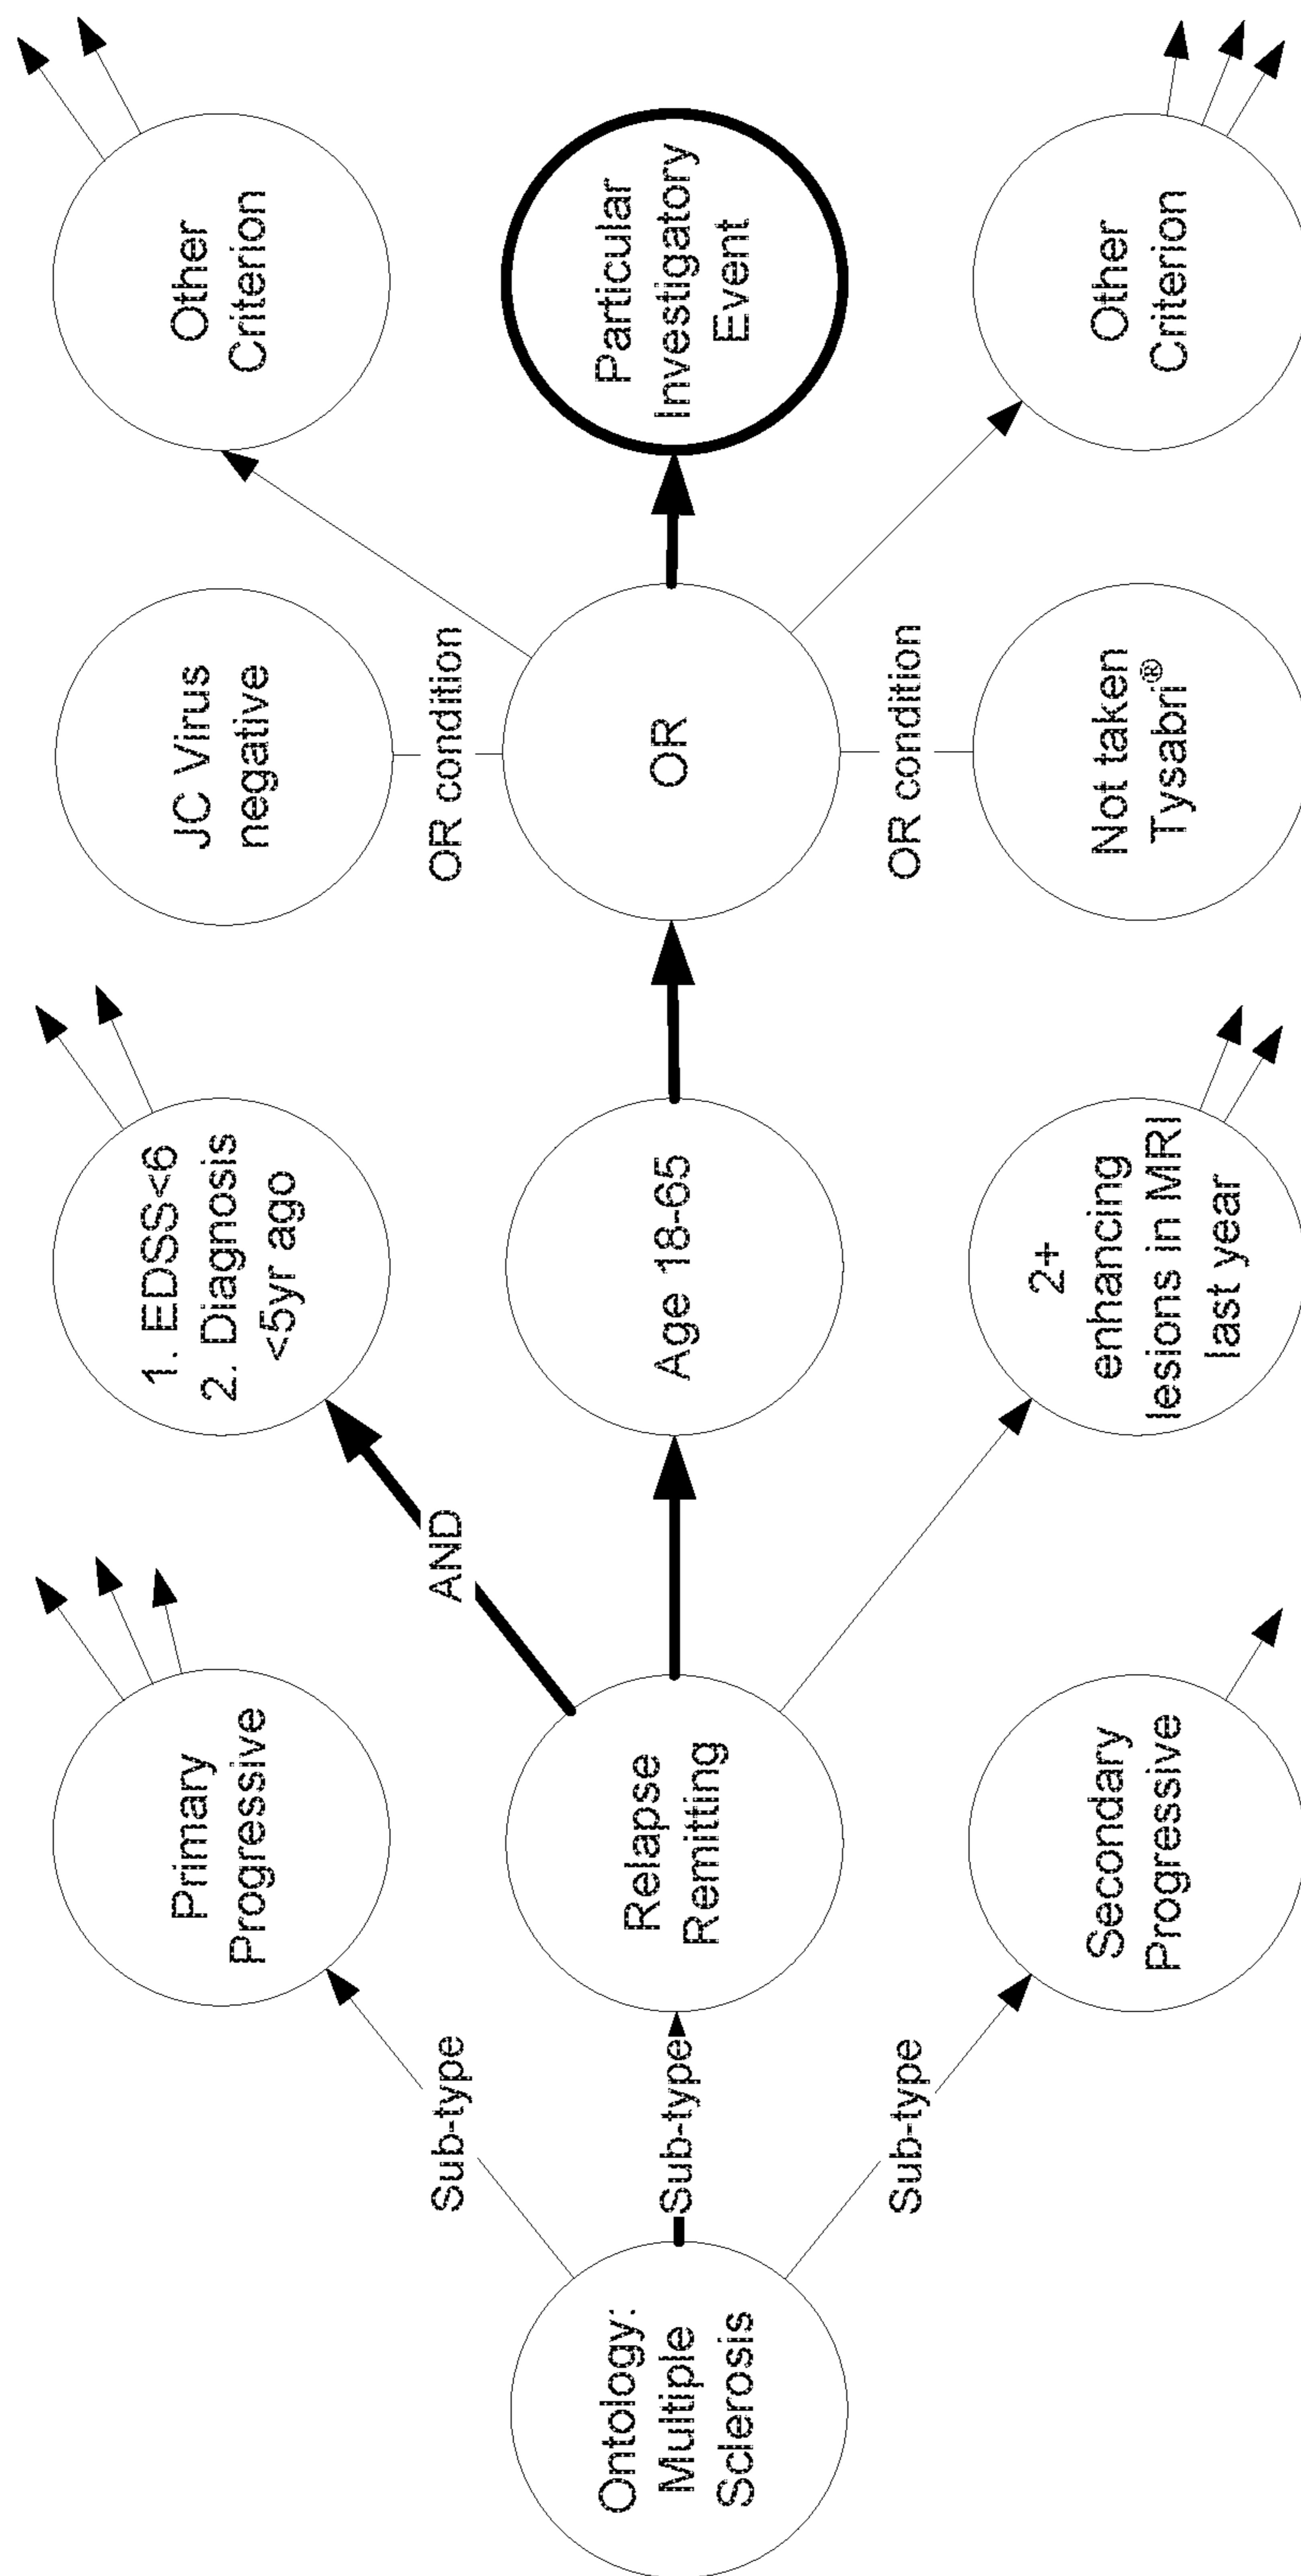 Ontology:
Multiple
Sclerosis
Sub-type
Sub-type
Sub-type
Primary
Progressive
Relapse
Remitting
Secondary
Progressive
AND
1. EDSS<6
2. Diagnosis
<5yr ago
Age 18-65
2+
enhancing
lesions in MRI
last year
JC Virus
negative
OR condition
OR
OR condition
Not taken
Tysabri®
Other
Criterion
Particular
Investigatory
Event
Other
Criterion